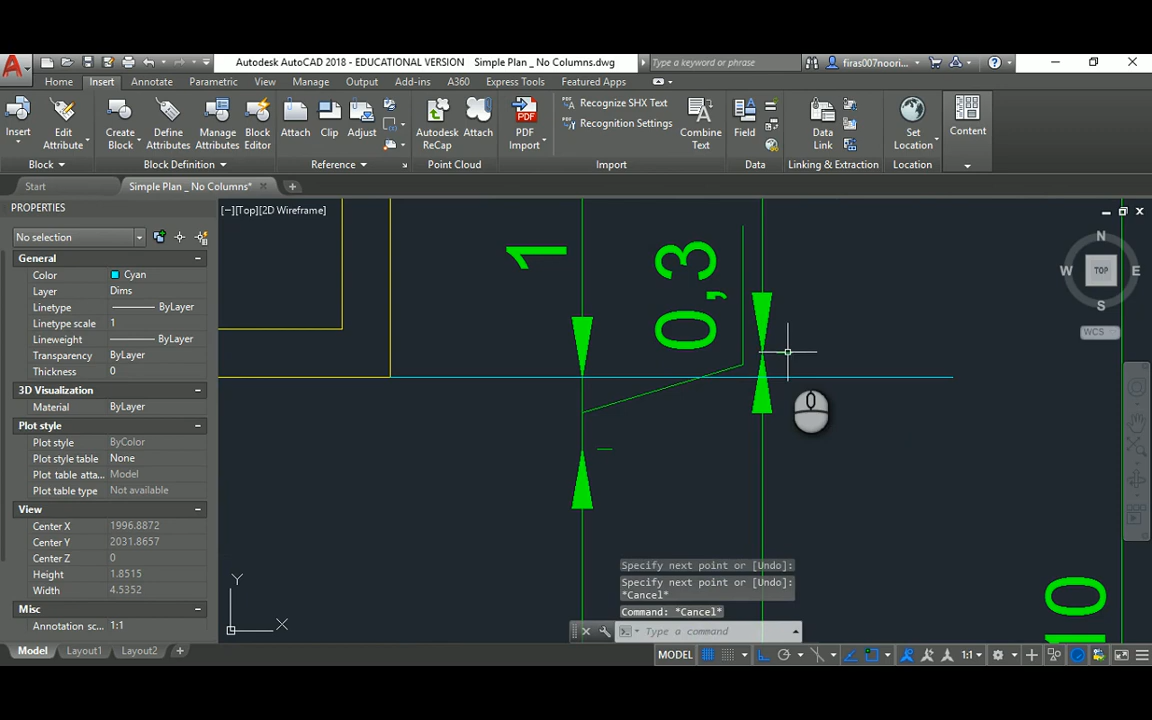 Autodesk AutoCAD 2018 - EDUCATIONAL VERSION Simple Plan _ No Columns.dwg
Type a keyword or phrase
firas007noori...
Home Insert Annotate Parametric View Manage Output Add-ins A360 Express Tools Featured Apps
Insert
Edit Attribute
Create Block
Define Attributes
Manage Attributes
Block Editor
Attach
Clip
Adjust
Autodesk ReCap
Attach
PDF Import
Recognize SHX Text
Recognition Settings
Combine Text
Field
Data Link
Set Location
Content
Block Block Definition Reference Point Cloud Import Data Linking & Extraction Location
Start
Simple Plan _ No Columns*
PROPERTIES
No selection
General
Color Cyan
Layer Dims
Linetype ByLayer
Linetype scale 1
Lineweight ByLayer
Transparency ByLayer
Thickness 0
3D Visualization
Material ByLayer
Plot style
Plot style ByColor
Plot style table None
Plot table atta... Model
Plot table type Not available
View
Center X 1996.8872
Center Y 2031.8657
Center Z 0
Height 1.8515
Width 4.5352
Misc
Annotation sc... 1:1
[−][Top][2D Wireframe]
1
0,3
10
N
W TOP E
S
WCS
Y
X
Specify next point or [Undo]:
Specify next point or [Undo]:
*Cancel*
Command: *Cancel*
Type a command
Model Layout1 Layout2
MODEL
1:1